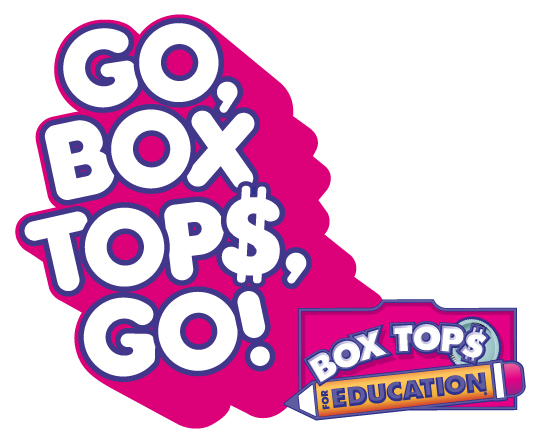 GO,
BOX
TOP$,
GO!
BOX TOP$
FOR EDUCATION